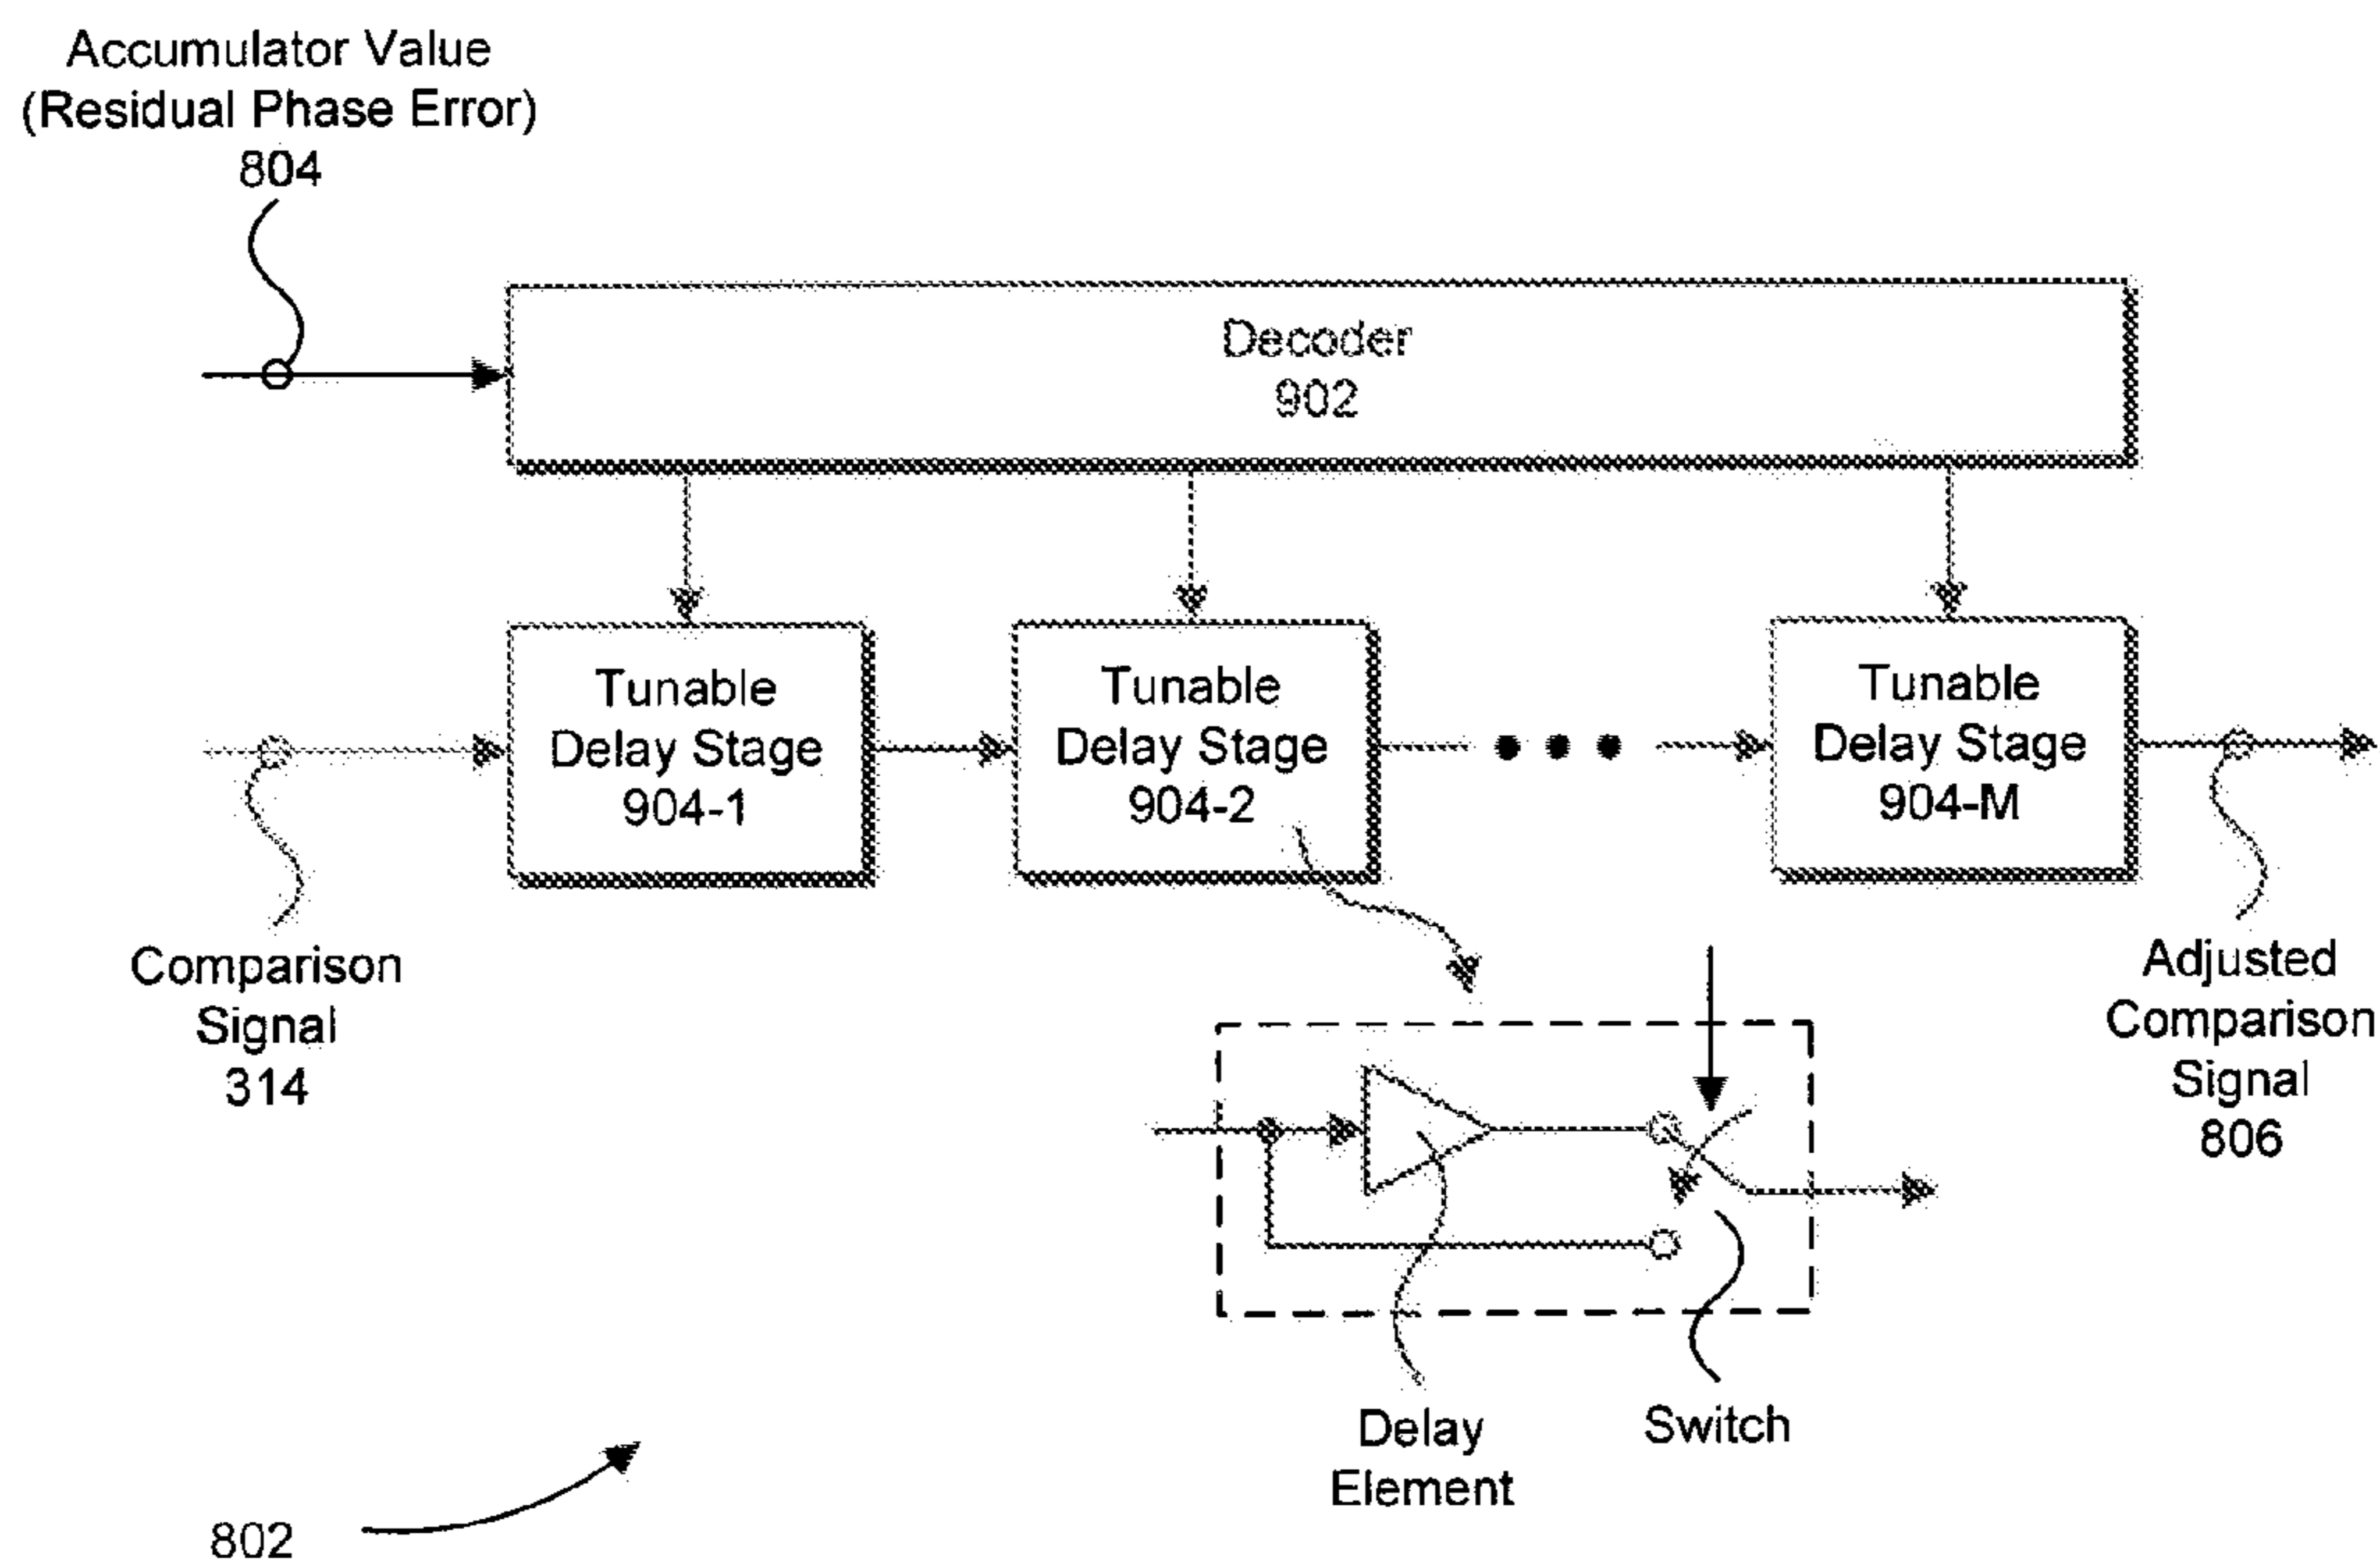 Accumulator Value
(Residual Phase Error)
804
Decoder
902
Tunable
Delay Stage
904-1
Tunable
Delay Stage
904-2
Tunable
Delay Stage
904-M
Comparison
Signal
314
Adjusted
Comparison
Signal
806
Delay
Element
Switch
802